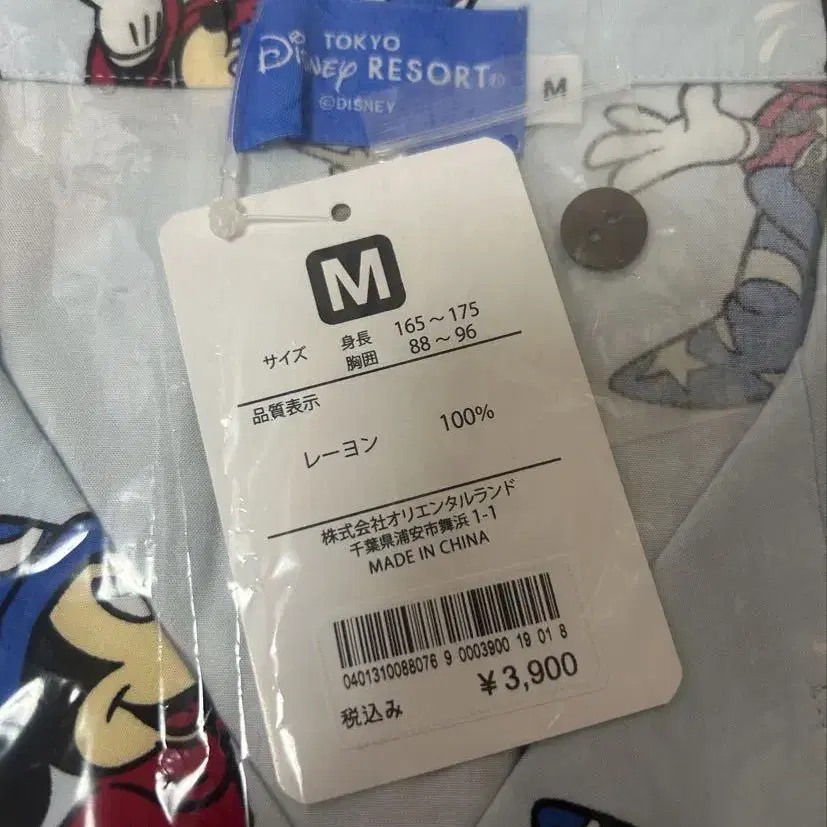 TOKYO
Disney RESORT®
©DISNEY
M
M
サイズ 身長 165～175
胸囲 88～96
品質表示
レーヨン 100%
株式会社オリエンタルランド
千葉県浦安市舞浜 1-1
MADE IN CHINA
0401310088076 9 0003900 19 01 8
¥3,900
税込み